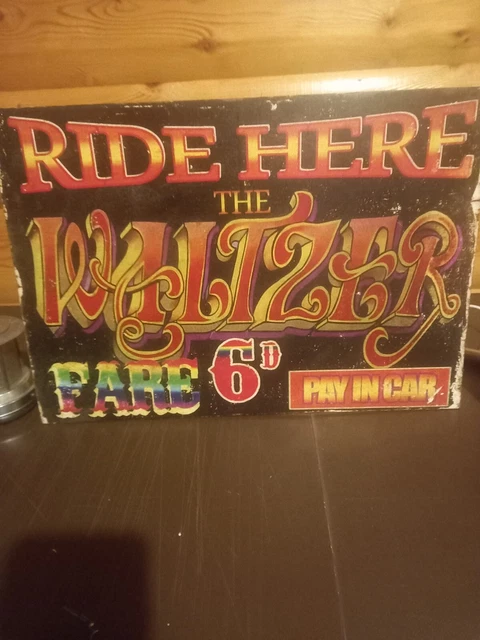 RIDE HERE
THE
WALTZER
FARE 6D PAY IN CAR